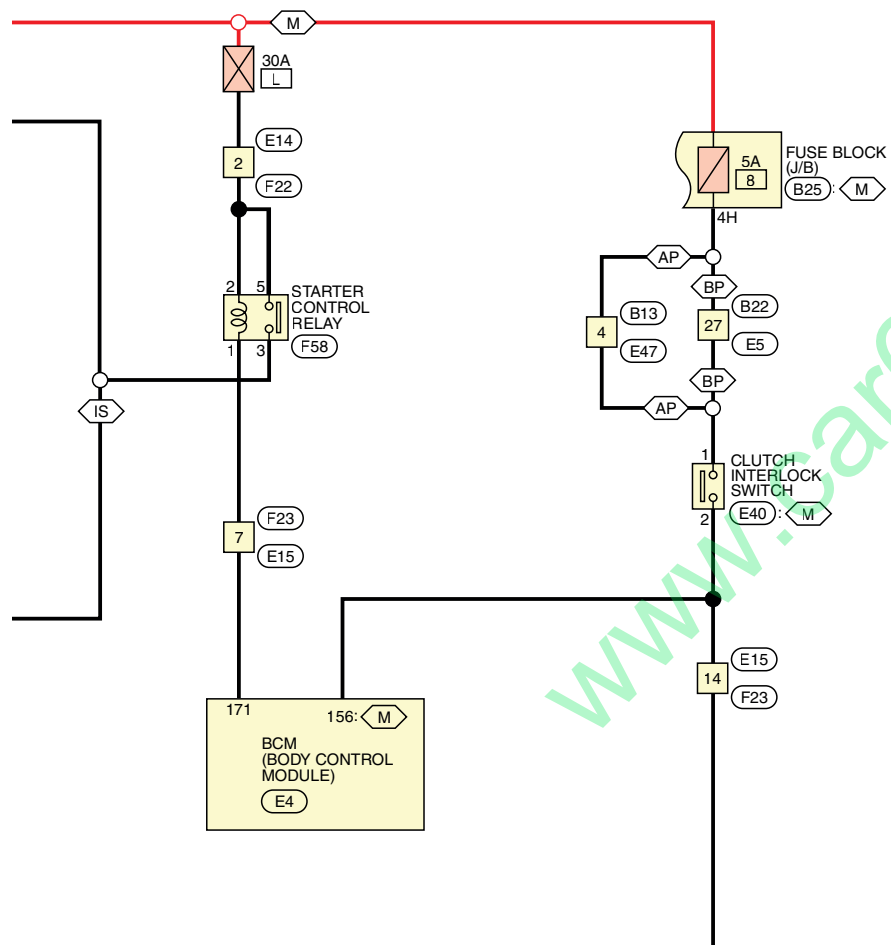 M
30A
L
E14
2
F22
5A
8
FUSE BLOCK
(J/B)
B25 : M
4H
AP
BP
B13
4
E47
B22
27
E5
BP
AP
2 5
STARTER
CONTROL
RELAY
F58
1 3
IS
1
CLUTCH
INTERLOCK
SWITCH
E40 : M
2
F23
7
E15
E15
14
F23
171
156: M
BCM
(BODY CONTROL
MODULE)
E4
www.car